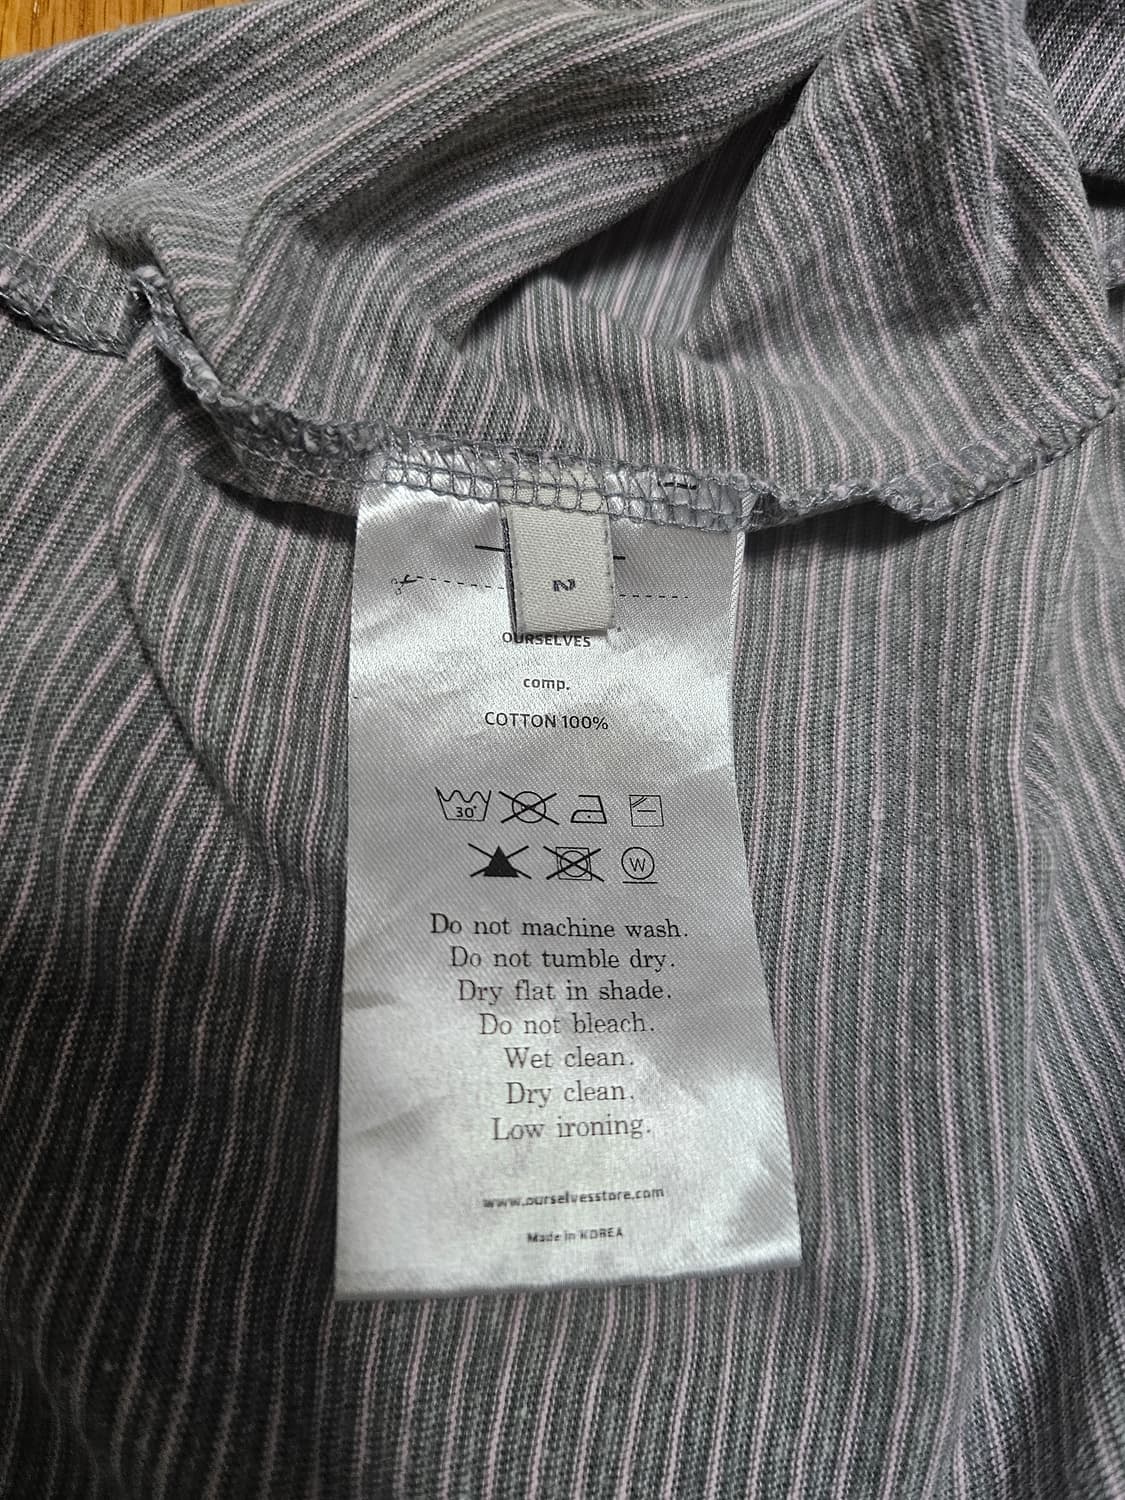 2
OURSELVES
comp.
COTTON 100%
30°
W
Do not machine wash.
Do not tumble dry.
Dry flat in shade.
Do not bleach.
Wet clean.
Dry clean.
Low ironing.
www.ourselvesstore.com
Made in KOREA